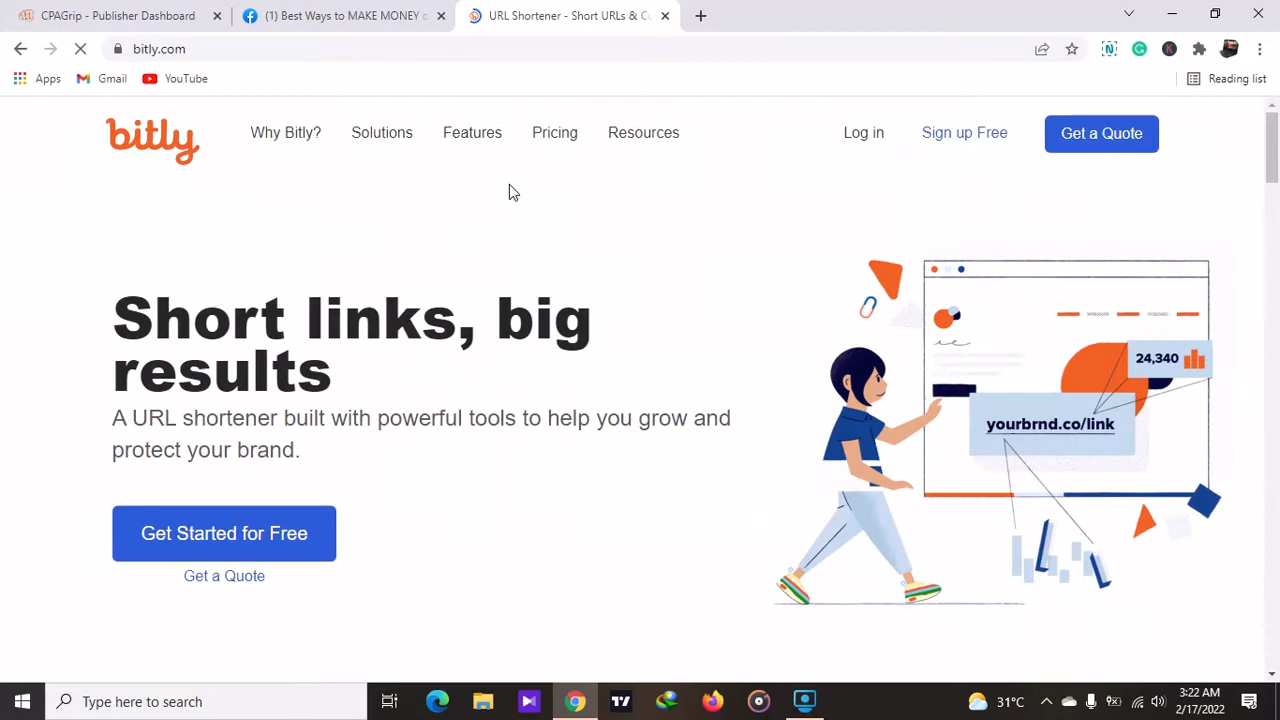 CPAGrip - Publisher Dashboard
(1) Best Ways to MAKE MONEY o
URL Shortener - Short URLs & Cu
bitly.com
Apps
Gmail
YouTube
Reading list
bitly
Why Bitly?
Solutions
Features
Pricing
Resources
Log in
Sign up Free
Get a Quote
Short links, big
results
A URL shortener built with powerful tools to help you grow and
protect your brand.
Get Started for Free
Get a Quote
24,340
yourbrnd.co/link
Type here to search
31°C
3:22 AM
2/17/2022